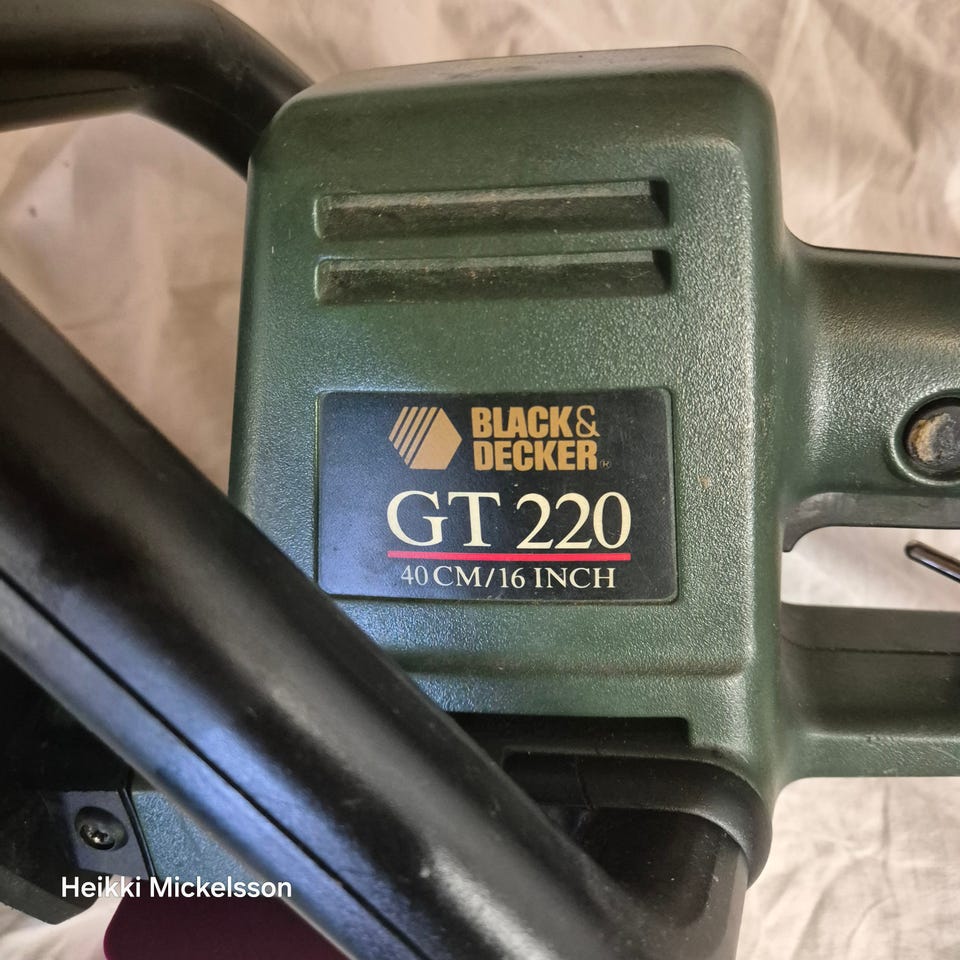 BLACK&
DECKER®
GT 220
40 CM/16 INCH
Heikki Mickelsson